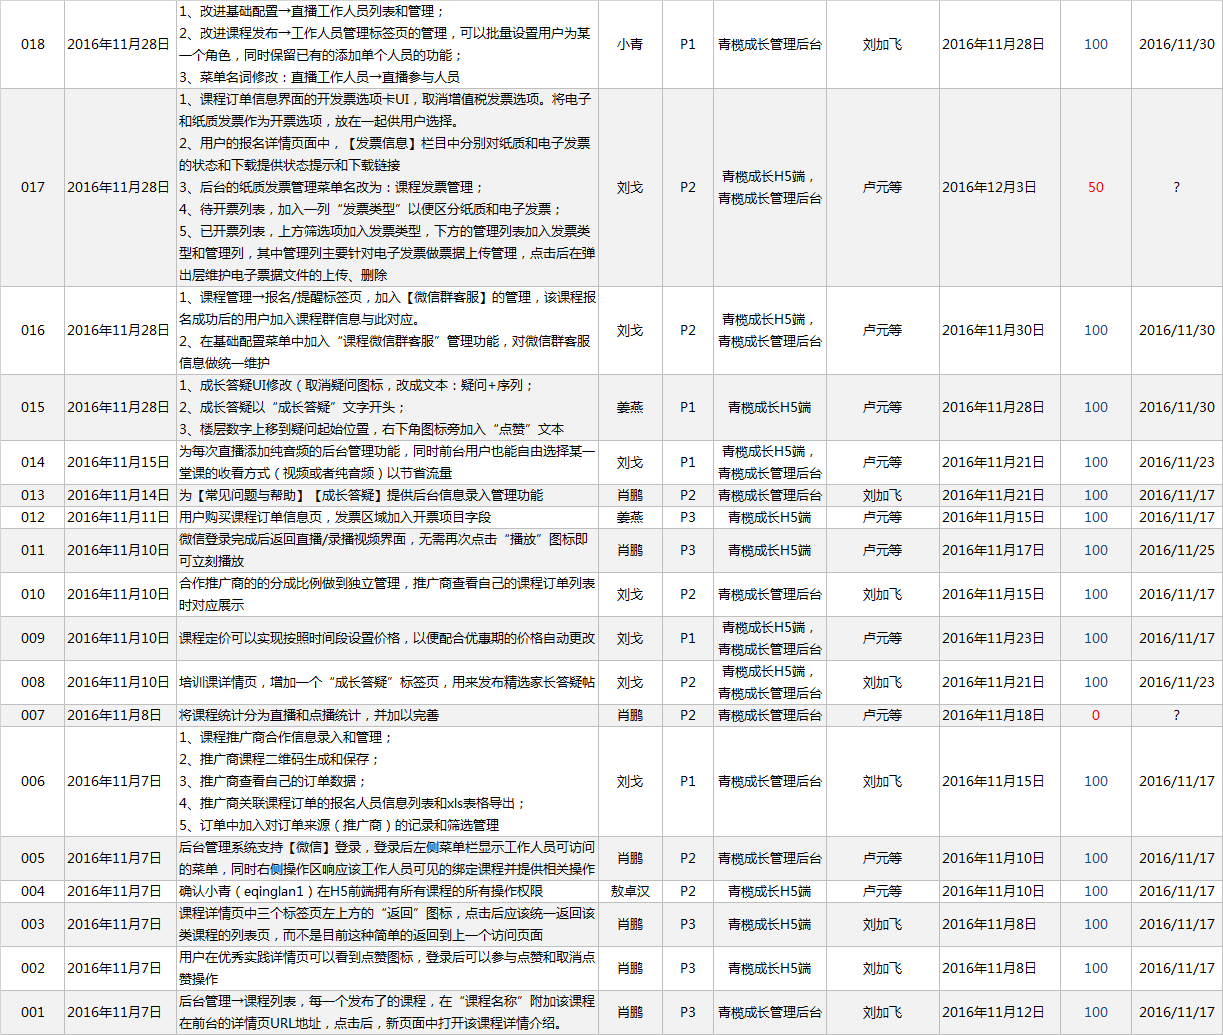 1、改进基础配置→直播工作人员列表和管理；
2、改进课程发布→工作人员管理标签页的管理，可以批量设置用户为某
一个角色，同时保留已有的添加单个人员的功能；
3、菜单名词修改：直播工作人员→直播参与人员
018 2016年11月28日 小青 P1 青榄成长管理后台 刘加飞 2016年11月28日 100 2016/11/30
1、课程订单信息界面的开发票选项卡UI，取消增值税发票选项。将电子
和纸质发票作为开票选项，放在一起供用户选择。
2、用户的报名详情页面中，【发票信息】栏目中分别对纸质和电子发票
的状态和下载提供状态提示和下载链接
3、后台的纸质发票管理菜单名改为：课程发票管理；
4、待开票列表，加入一列“发票类型”以便区分纸质和电子发票；
5、已开票列表，上方筛选项加入发票类型，下方的管理列表加入发票类
型和管理列，其中管理列主要针对电子发票做票据上传管理，点击后在弹
出层维护电子票据文件的上传、删除
017 2016年11月28日 刘戈 P2 青榄成长H5端，
青榄成长管理后台 卢元等 2016年12月3日 50 ?
1、课程管理→报名/提醒标签页，加入【微信群客服】的管理，该课程报
名成功后的用户加入课程群信息与此对应。
2、在基础配置菜单中加入“课程微信群客服”管理功能，对微信群客服
信息做统一维护
016 2016年11月28日 刘戈 P2 青榄成长H5端，
青榄成长管理后台 卢元等 2016年11月30日 100 2016/11/30
1、成长答疑UI修改（取消疑问图标，改成文本：疑问+序列；
2、成长答疑以“成长答疑”文字开头；
3、楼层数字上移到疑问起始位置，右下角图标旁加入“点赞”文本
015 2016年11月28日 姜燕 P1 青榄成长H5端 卢元等 2016年11月28日 100 2016/11/30
为每次直播添加纯音频的后台管理功能，同时前台用户也能自由选择某一
堂课的收看方式（视频或者纯音频）以节省流量
014 2016年11月15日 刘戈 P1 青榄成长H5端，
青榄成长管理后台 卢元等 2016年11月21日 100 2016/11/23
013 2016年11月14日 为【常见问题与帮助】【成长答疑】提供后台信息录入管理功能 肖鹏 P2 青榄成长管理后台 刘加飞 2016年11月21日 100 2016/11/17
012 2016年11月11日 用户购买课程订单信息页，发票区域加入开票项目字段 姜燕 P3 青榄成长H5端 卢元等 2016年11月15日 100 2016/11/17
微信登录完成后返回直播/录播视频界面，无需再次点击“播放”图标即
可立刻播放
011 2016年11月10日 肖鹏 P3 青榄成长H5端 卢元等 2016年11月17日 100 2016/11/25
合作推广商的的分成比例做到独立管理，推广商查看自己的课程订单列表
时对应展示
010 2016年11月10日 刘戈 P2 青榄成长管理后台 刘加飞 2016年11月15日 100 2016/11/17
009 2016年11月10日 课程定价可以实现按照时间段设置价格，以便配合优惠期的价格自动更改 刘戈 P1 青榄成长H5端，
青榄成长管理后台 卢元等 2016年11月23日 100 2016/11/17
008 2016年11月10日 培训课详情页，增加一个“成长答疑”标签页，用来发布精选家长答疑帖 刘戈 P2 青榄成长H5端，
青榄成长管理后台 刘加飞 2016年11月21日 100 2016/11/23
007 2016年11月8日 将课程统计分为直播和点播统计，并加以完善 肖鹏 P2 青榄成长管理后台 卢元等 2016年11月18日 0 ?
1、课程推广商合作信息录入和管理；
2、推广商课程二维码生成和保存；
3、推广商查看自己的订单数据；
4、推广商关联课程订单的报名人员信息列表和xls表格导出；
5、订单中加入对订单来源（推广商）的记录和筛选管理
006 2016年11月7日 刘戈 P1 青榄成长管理后台 刘加飞 2016年11月15日 100 2016/11/17
后台管理系统支持【微信】登录，登录后左侧菜单栏显示工作人员可访问
的菜单，同时右侧操作区响应该工作人员可见的绑定课程并提供相关操作
005 2016年11月7日 肖鹏 P2 青榄成长管理后台 卢元等 2016年11月10日 100 2016/11/17
004 2016年11月7日 确认小青（eqinglan1）在H5前端拥有所有课程的所有操作权限 敖卓汉 P2 青榄成长H5端 卢元等 2016年11月10日 100 2016/11/17
课程详情页中三个标签页左上方的“返回”图标，点击后应该统一返回该
类课程的列表页，而不是目前这种简单的返回到上一个访问页面
003 2016年11月7日 肖鹏 P3 青榄成长H5端 刘加飞 2016年11月8日 100 2016/11/17
用户在优秀实践详情页可以看到点赞图标，登录后可以参与点赞和取消点
赞操作
002 2016年11月7日 肖鹏 P3 青榄成长H5端 刘加飞 2016年11月8日 100 2016/11/17
后台管理→课程列表，每一个发布了的课程，在“课程名称”附加该课程
在前台的详情页URL地址，点击后，新页面中打开该课程详情介绍。
001 2016年11月7日 肖鹏 P3 青榄成长管理后台 刘加飞 2016年11月12日 100 2016/11/17